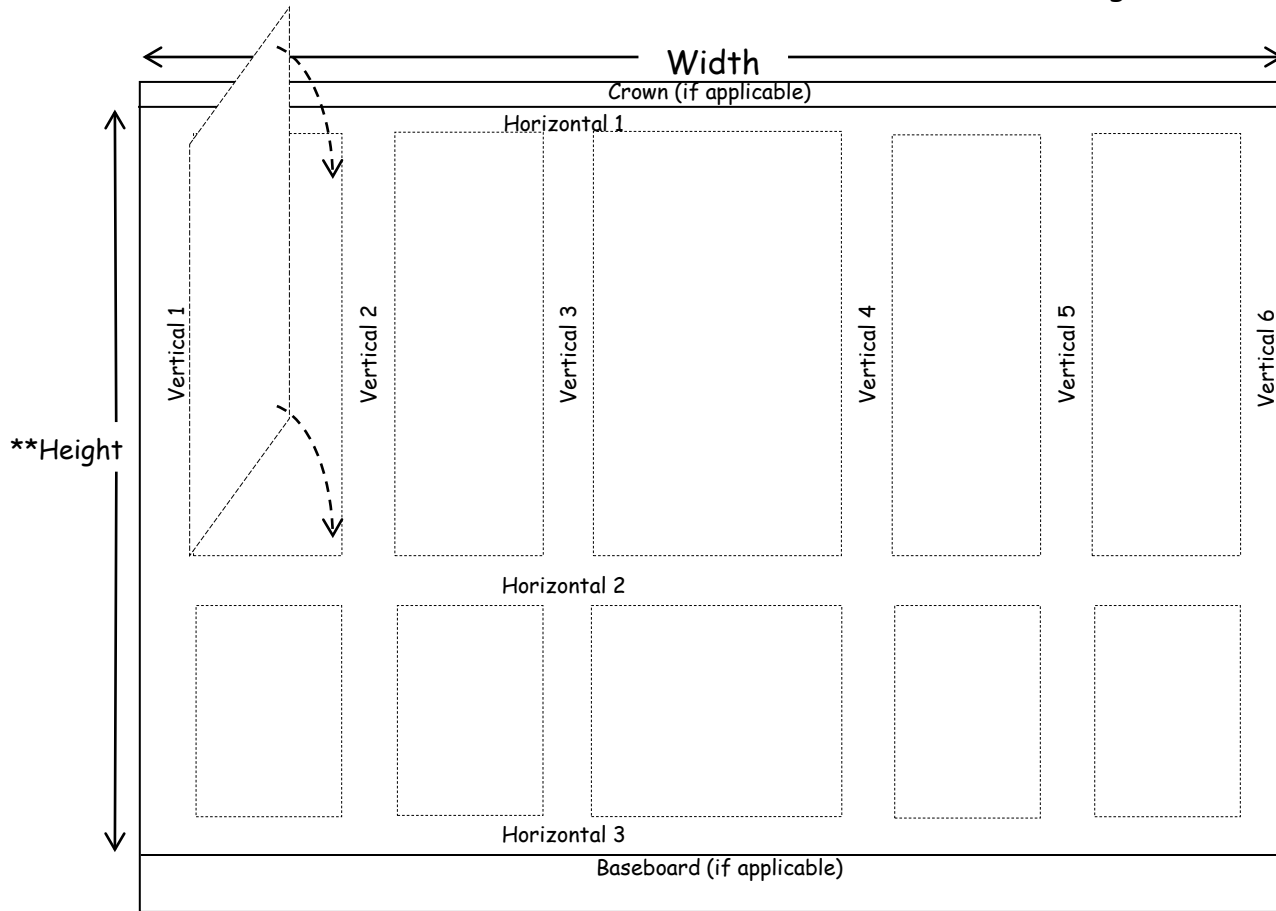 Width
Crown (if applicable)
Horizontal 1
Vertical 1
Vertical 2
Vertical 3
Vertical 4
Vertical 5
Vertical 6
**Height
Horizontal 2
Horizontal 3
Baseboard (if applicable)